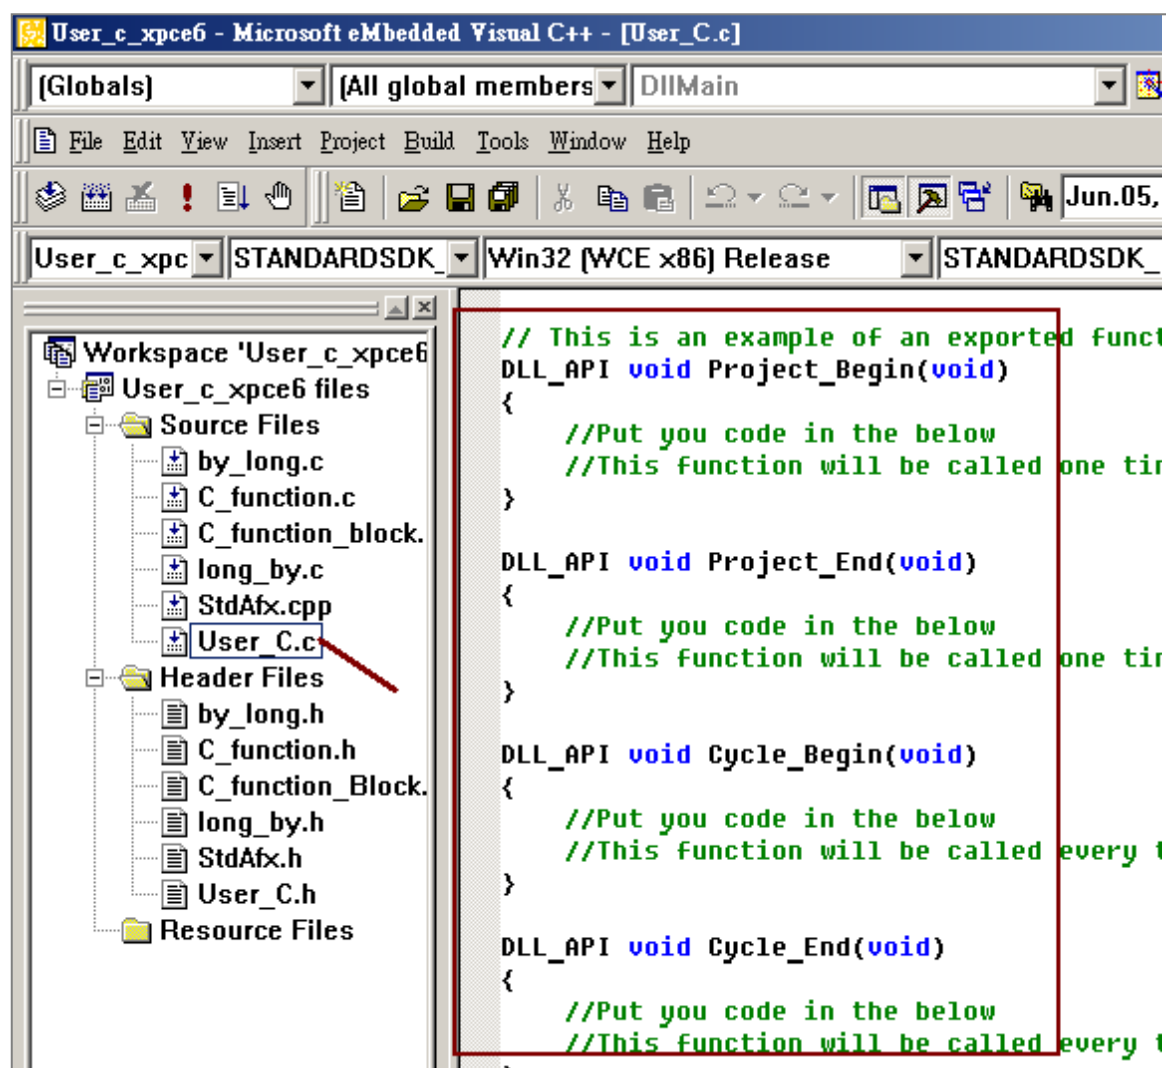 User_c_xpce6 - Microsoft eMbedded Visual C++ - [User_C.c]
(Globals) (All global members DllMain
File Edit View Insert Project Build Tools Window Help
Jun.05,
User_c_xpc STANDARDSDK_ Win32 (WCE x86) Release STANDARDSDK_
Workspace 'User_c_xpce6
User_c_xpce6 files
Source Files
by_long.c
C_function.c
C_function_block.
long_by.c
StdAfx.cpp
User_C.c
Header Files
by_long.h
C_function.h
C_function_Block.
long_by.h
StdAfx.h
User_C.h
Resource Files
// This is an example of an exported funct
DLL_API void Project_Begin(void)
{
//Put you code in the below
//This function will be called one
}
DLL_API void Project_End(void)
{
//Put you code in the below
//This function will be called one
}
DLL_API void Cycle_Begin(void)
{
//Put you code in the below
//This function will be called every t
}
DLL_API void Cycle_End(void)
{
//Put you code in the below
//This function will be called every t